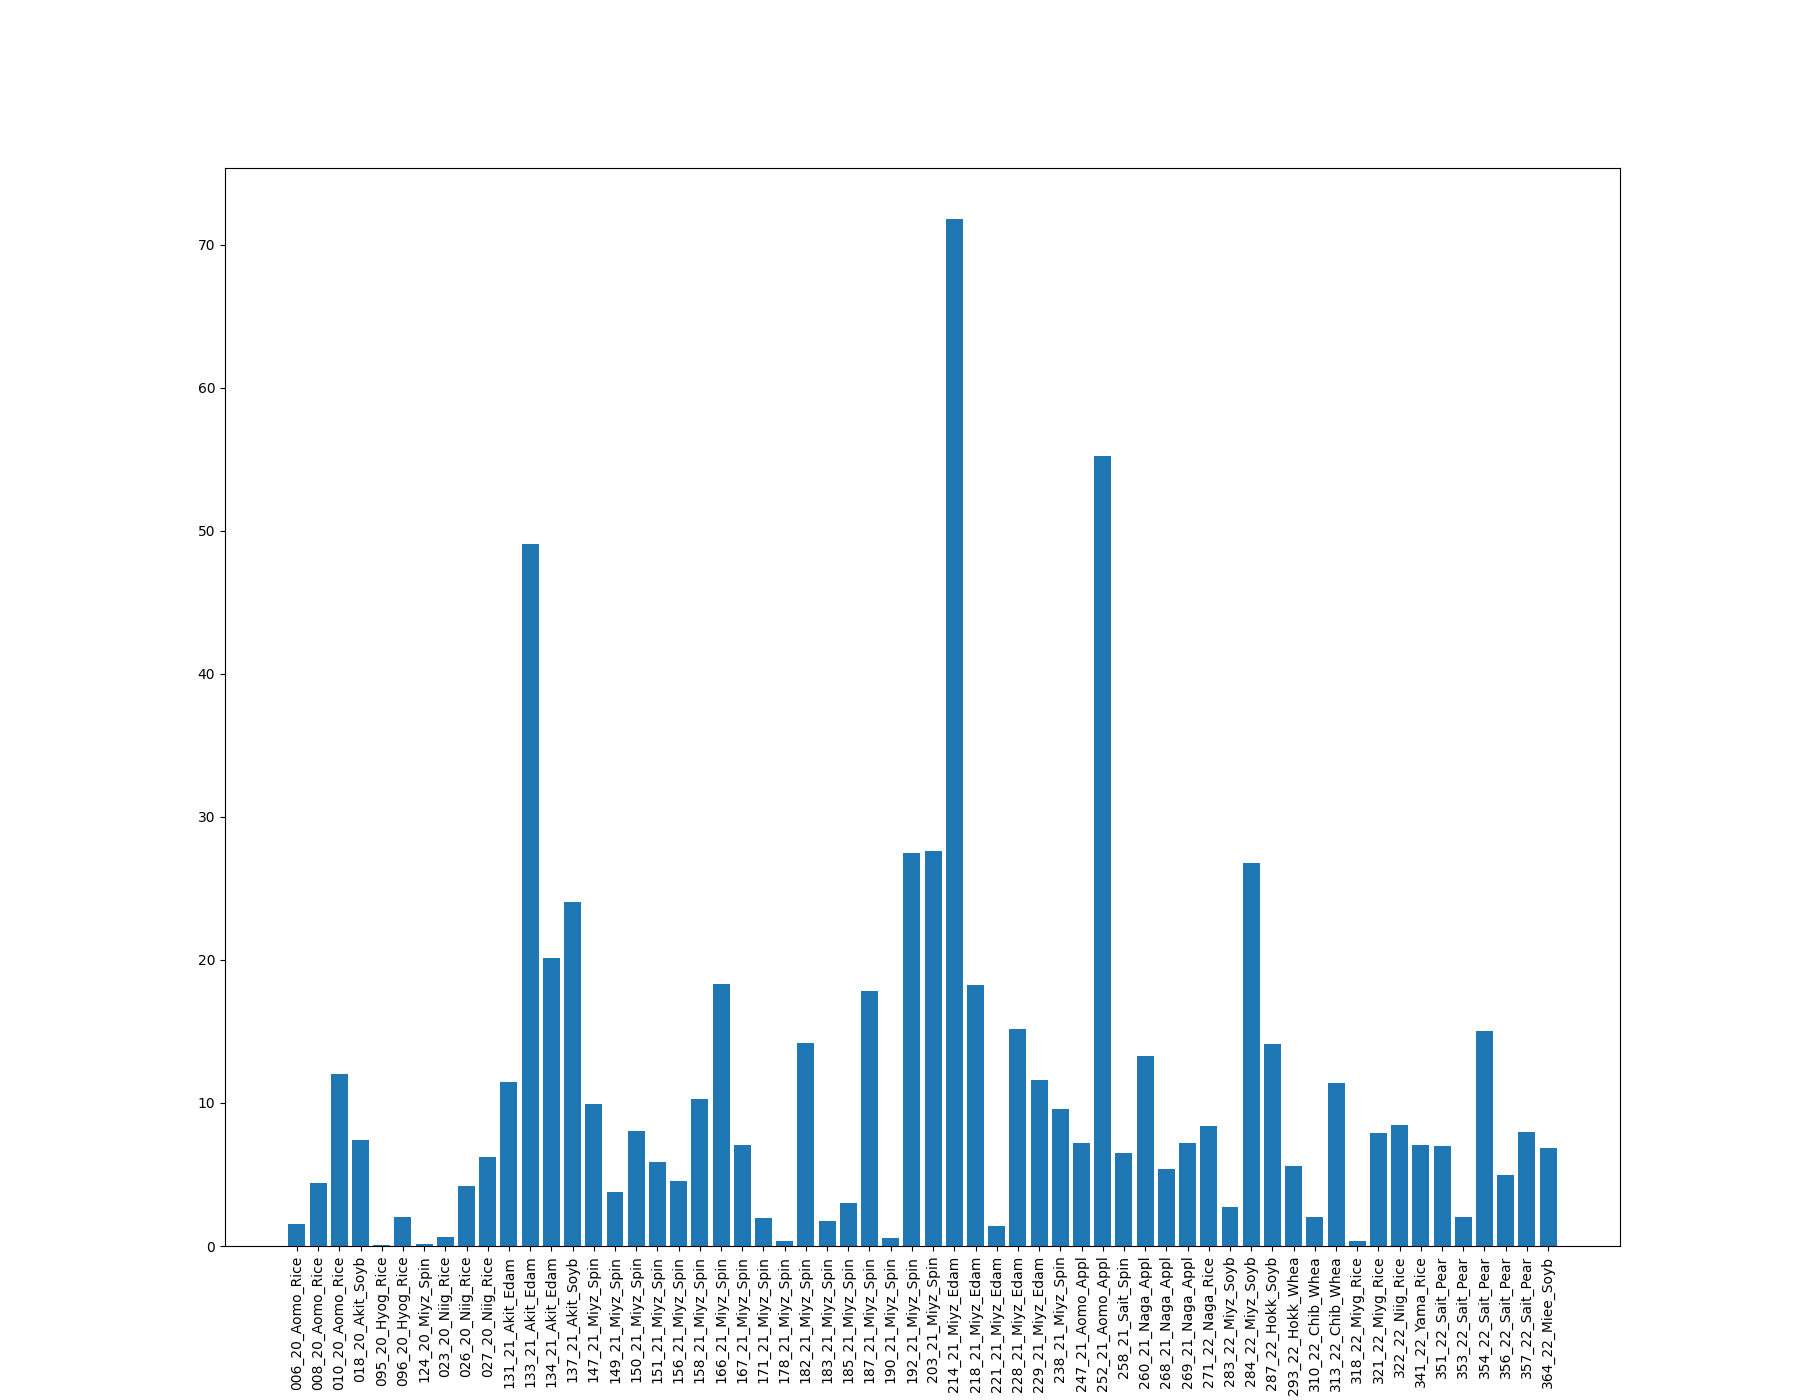 70
60
50
40
30
20
10
0
006_20_Aomo_Rice
008_20_Aomo_Rice
010_20_Aomo_Rice
018_20_Akit_Soyb
095_20_Hyog_Rice
096_20_Hyog_Rice
124_20_Miyz_Spin
023_20_Niig_Rice
026_20_Niig_Rice
027_20_Niig_Rice
131_21_Akit_Edam
133_21_Akit_Edam
134_21_Akit_Edam
137_21_Akit_Soyb
147_21_Miyz_Spin
149_21_Miyz_Spin
150_21_Miyz_Spin
151_21_Miyz_Spin
156_21_Miyz_Spin
158_21_Miyz_Spin
166_21_Miyz_Spin
167_21_Miyz_Spin
171_21_Miyz_Spin
178_21_Miyz_Spin
182_21_Miyz_Spin
183_21_Miyz_Spin
185_21_Miyz_Spin
187_21_Miyz_Spin
190_21_Miyz_Spin
192_21_Miyz_Spin
203_21_Miyz_Spin
214_21_Miyz_Edam
218_21_Miyz_Edam
221_21_Miyz_Edam
228_21_Miyz_Edam
229_21_Miyz_Edam
238_21_Miyz_Spin
247_21_Aomo_Appl
252_21_Aomo_Appl
258_21_Sait_Spin
260_21_Naga_Appl
268_21_Naga_Appl
269_21_Naga_Appl
271_22_Naga_Rice
283_22_Miyz_Soyb
284_22_Miyz_Soyb
287_22_Hokk_Soyb
293_22_Hokk_Whea
310_22_Chib_Whea
313_22_Chib_Whea
318_22_Miyg_Rice
321_22_Miyg_Rice
322_22_Niig_Rice
341_22_Yama_Rice
351_22_Sait_Pear
353_22_Sait_Pear
354_22_Sait_Pear
356_22_Sait_Pear
357_22_Sait_Pear
364_22_Miee_Soyb